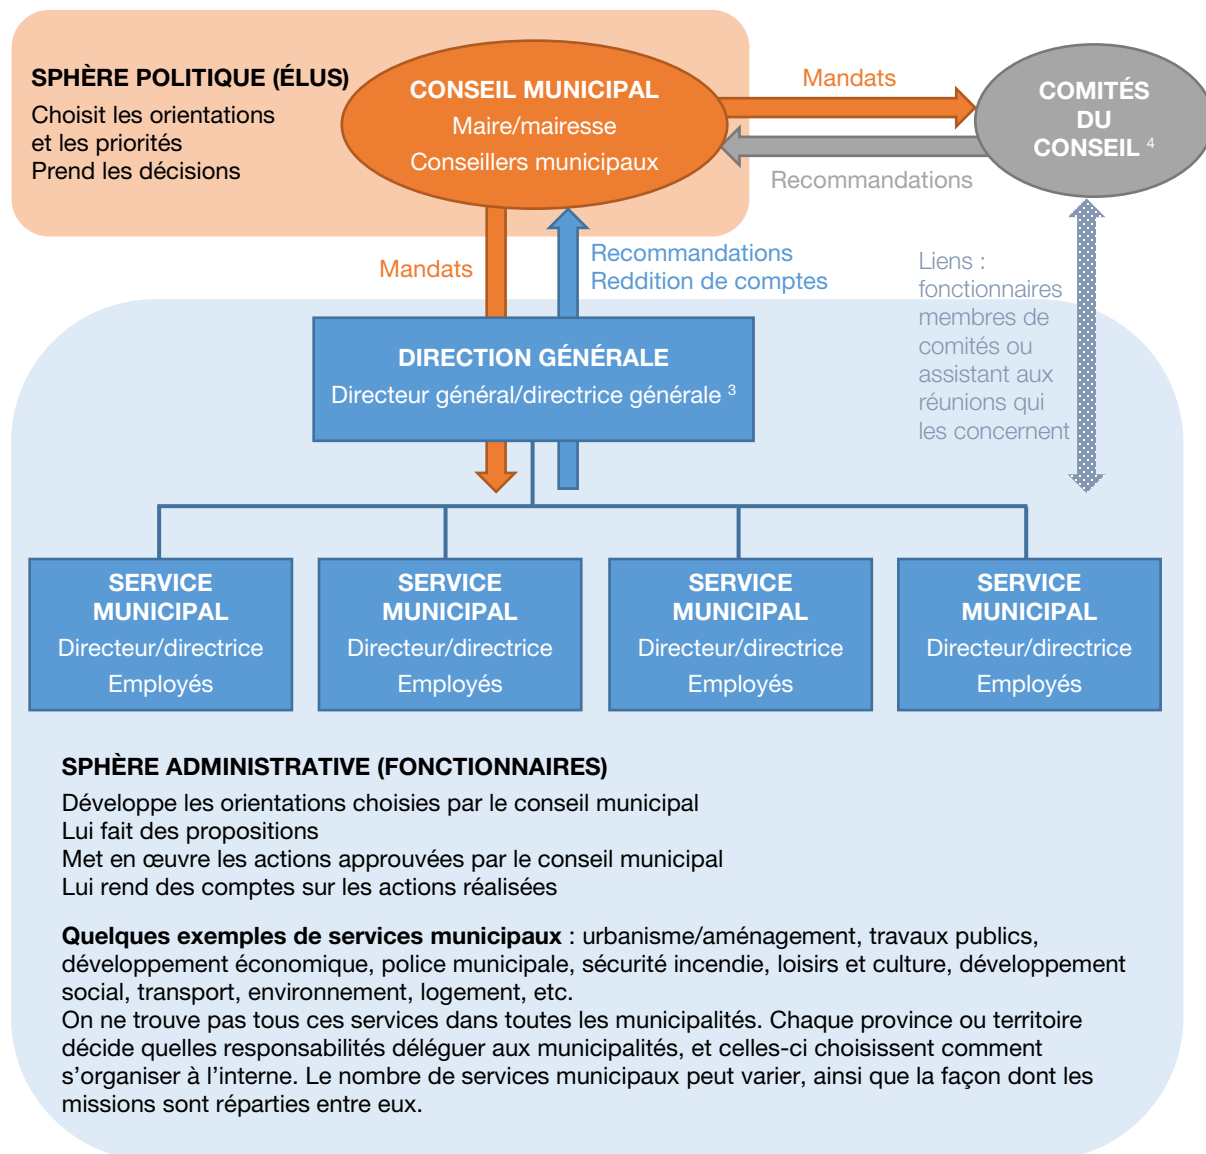 SPHÈRE POLITIQUE (ÉLUS)
Choisit les orientations
et les priorités
Prend les décisions
CONSEIL MUNICIPAL
Maire/mairesse
Conseillers municipaux
Mandats
Recommandations
COMITÉS
DU
CONSEIL 4
Mandats
Recommandations
Reddition de comptes
Liens :
fonctionnaires
membres de
comités ou
assistant aux
réunions qui
les concernent
DIRECTION GÉNÉRALE
Directeur général/directrice générale 3
SERVICE
MUNICIPAL
Directeur/directrice
Employés
SERVICE
MUNICIPAL
Directeur/directrice
Employés
SERVICE
MUNICIPAL
Directeur/directrice
Employés
SERVICE
MUNICIPAL
Directeur/directrice
Employés
SPHÈRE ADMINISTRATIVE (FONCTIONNAIRES)
Développe les orientations choisies par le conseil municipal
Lui fait des propositions
Met en œuvre les actions approuvées par le conseil municipal
Lui rend des comptes sur les actions réalisées
Quelques exemples de services municipaux : urbanisme/aménagement, travaux publics,
développement économique, police municipale, sécurité incendie, loisirs et culture, développement
social, transport, environnement, logement, etc.
On ne trouve pas tous ces services dans toutes les municipalités. Chaque province ou territoire
décide quelles responsabilités déléguer aux municipalités, et celles-ci choisissent comment
s’organiser à l’interne. Le nombre de services municipaux peut varier, ainsi que la façon dont les
missions sont réparties entre eux.